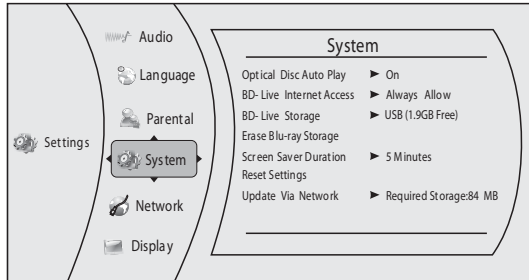 Settings
Audio
Language
Parental
System
Network
Display
System
Optical Disc Auto Play ► On
BD- Live Internet Access ► Always Allow
BD- Live Storage ► USB (1.9GB Free)
Erase Blu-ray Storage
Screen Saver Duration ► 5 Minutes
Reset Settings
Update Via Network ► Required Storage:84 MB